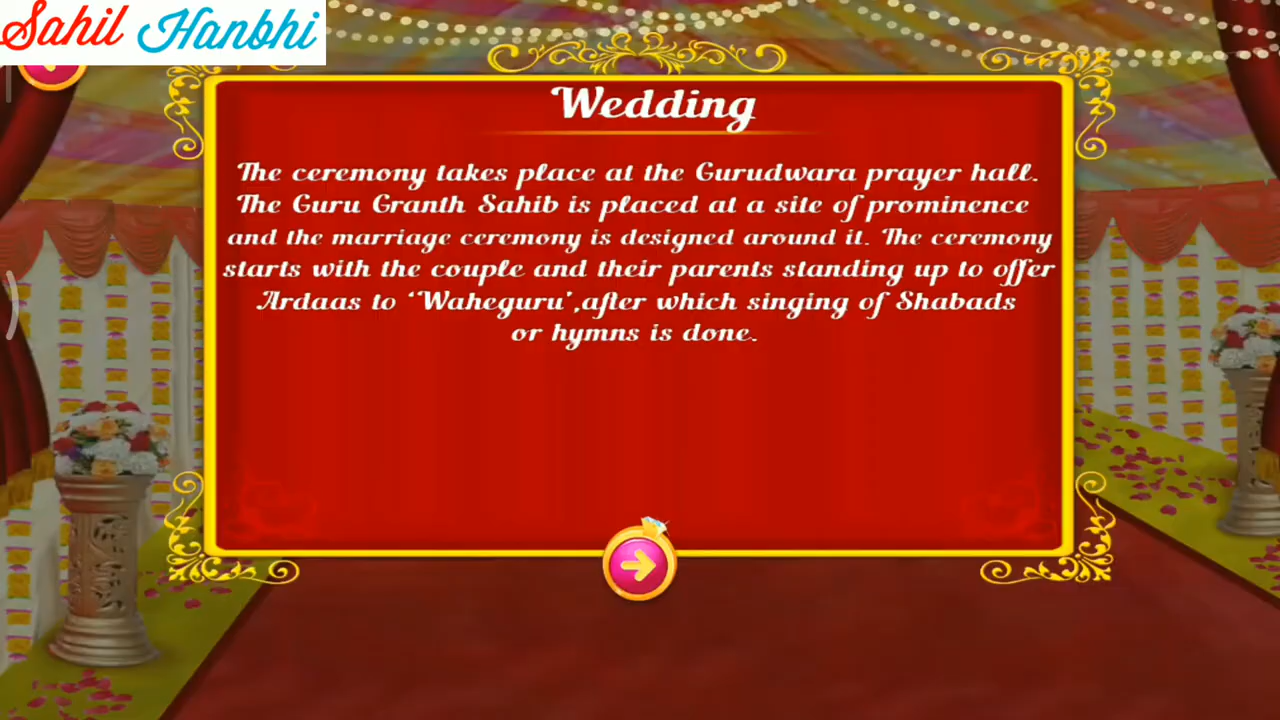 Sahil Hanbhi
Wedding
The ceremony takes place at the Gurudwara prayer hall.
The Guru Granth Sahib is placed at a site of prominence
and the marriage ceremony is designed around it. The ceremony
starts with the couple and their parents standing up to offer
Ardaas to ‘Waheguru’,after which singing of Shabads
or hymns is done.